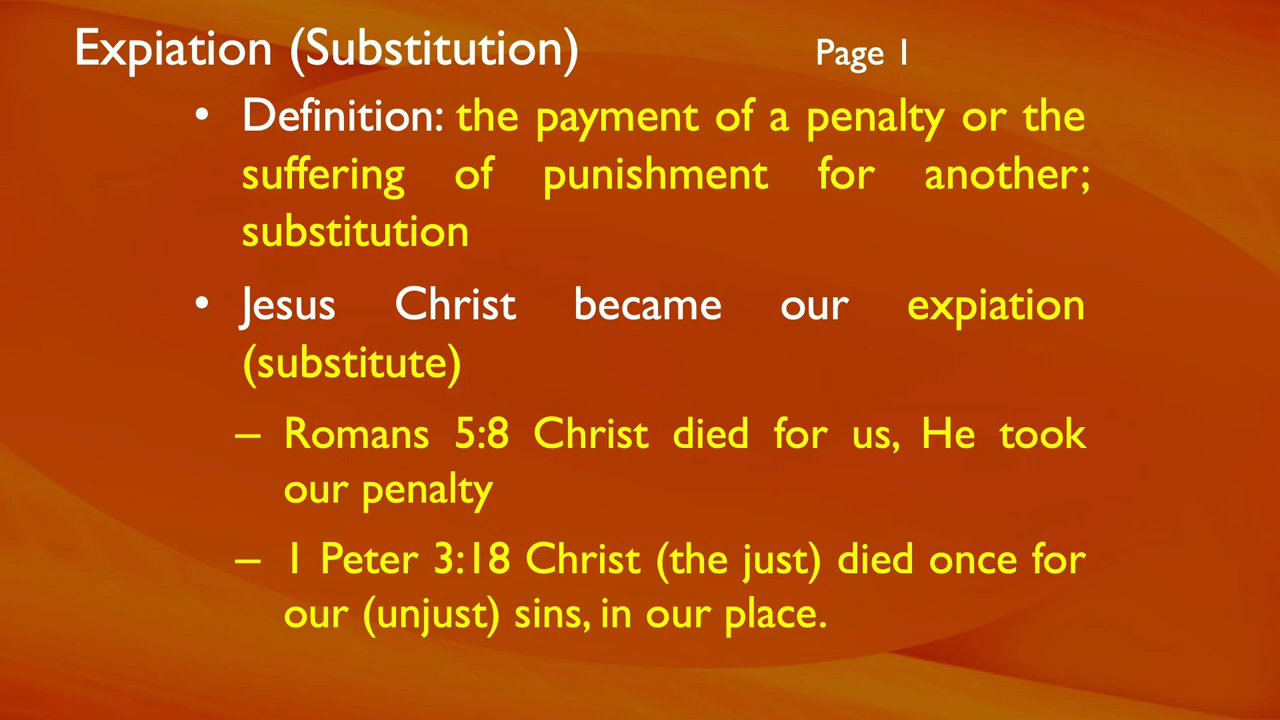 Expiation (Substitution) Page 1
• Definition: the payment of a penalty or the
suffering of punishment for another;
substitution
• Jesus Christ became our expiation
(substitute)
– Romans 5:8 Christ died for us, He took
our penalty
– 1 Peter 3:18 Christ (the just) died once for
our (unjust) sins, in our place.